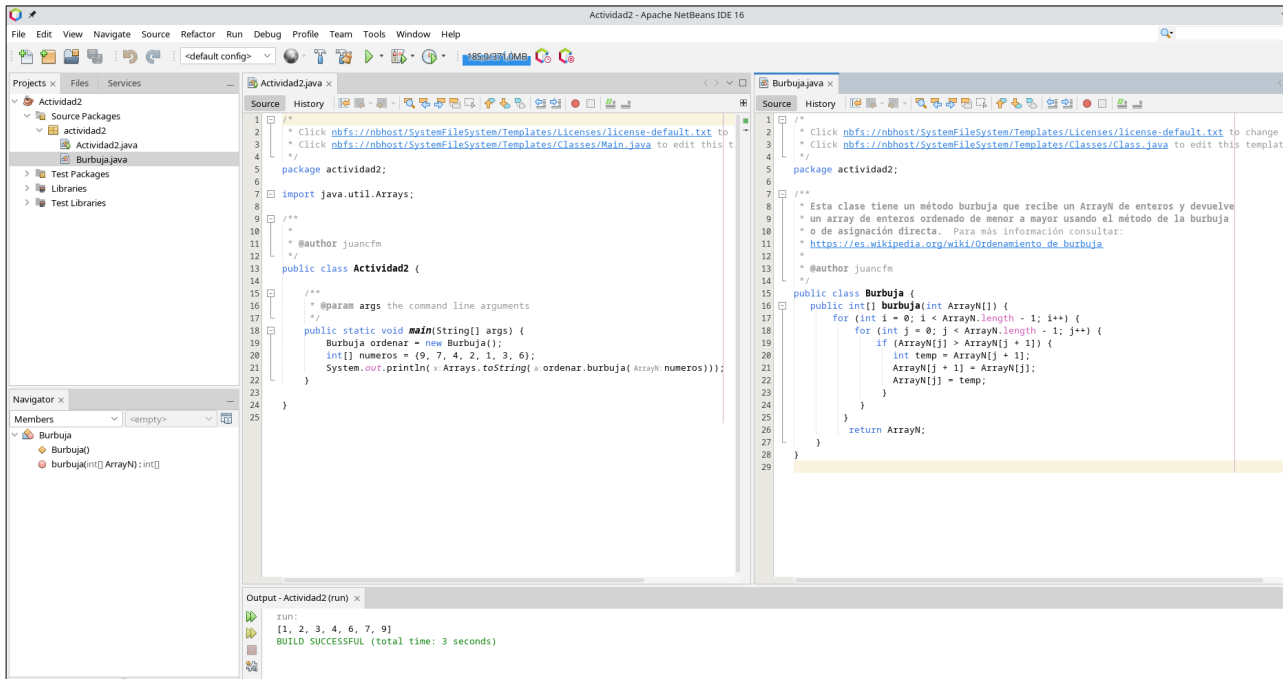 Actividad2 - Apache NetBeans IDE 16
File Edit View Navigate Source Refactor Run Debug Profile Team Tools Window Help
<default config> 185,0/371,0MB
Projects Files Services
Actividad2
Source Packages
actividad2
Actividad2.java
Burbuja.java
Test Packages
Libraries
Test Libraries
Navigator
Members <empty>
Burbuja
Burbuja()
burbuja(int[] ArrayN) : int[]
Actividad2.java
Source History
1 /*
2 * Click nbfs://nbhost/SystemFileSystem/Templates/Licenses/license-default.txt to
3 * Click nbfs://nbhost/SystemFileSystem/Templates/Classes/Main.java to edit this t
4 */
5 package actividad2;
6
7 import java.util.Arrays;
8
9 /**
10 *
11 * @author juancfm
12 */
13 public class Actividad2 {
14
15 /**
16 * @param args the command line arguments
17 */
18 public static void main(String[] args) {
19 Burbuja ordenar = new Burbuja();
20 int[] numeros = {9, 7, 4, 2, 1, 3, 6};
21 System.out.println( x: Arrays.toString( a: ordenar.burbuja( ArrayN: numeros)));
22 }
23
24 }
25
Burbuja.java
Source History
1 /*
2 * Click nbfs://nbhost/SystemFileSystem/Templates/Licenses/license-default.txt to change
3 * Click nbfs://nbhost/SystemFileSystem/Templates/Classes/Class.java to edit this templat
4 */
5 package actividad2;
6
7 /**
8 * Esta clase tiene un método burbuja que recibe un ArrayN de enteros y devuelve
9 * un array de enteros ordenado de menor a mayor usando el método de la burbuja
10 * o de asignación directa. Para más información consultar:
11 * https://es.wikipedia.org/wiki/Ordenamiento_de_burbuja
12 *
13 * @author juancfm
14 */
15 public class Burbuja {
16 public int[] burbuja(int ArrayN[]) {
17 for (int i = 0; i < ArrayN.length - 1; i++) {
18 for (int j = 0; j < ArrayN.length - 1; j++) {
19 if (ArrayN[j] > ArrayN[j + 1]) {
20 int temp = ArrayN[j + 1];
21 ArrayN[j + 1] = ArrayN[j];
22 ArrayN[j] = temp;
23 }
24 }
25 }
26 return ArrayN;
27 }
28 }
29
Output - Actividad2 (run)
run:
[1, 2, 3, 4, 6, 7, 9]
BUILD SUCCESSFUL (total time: 3 seconds)